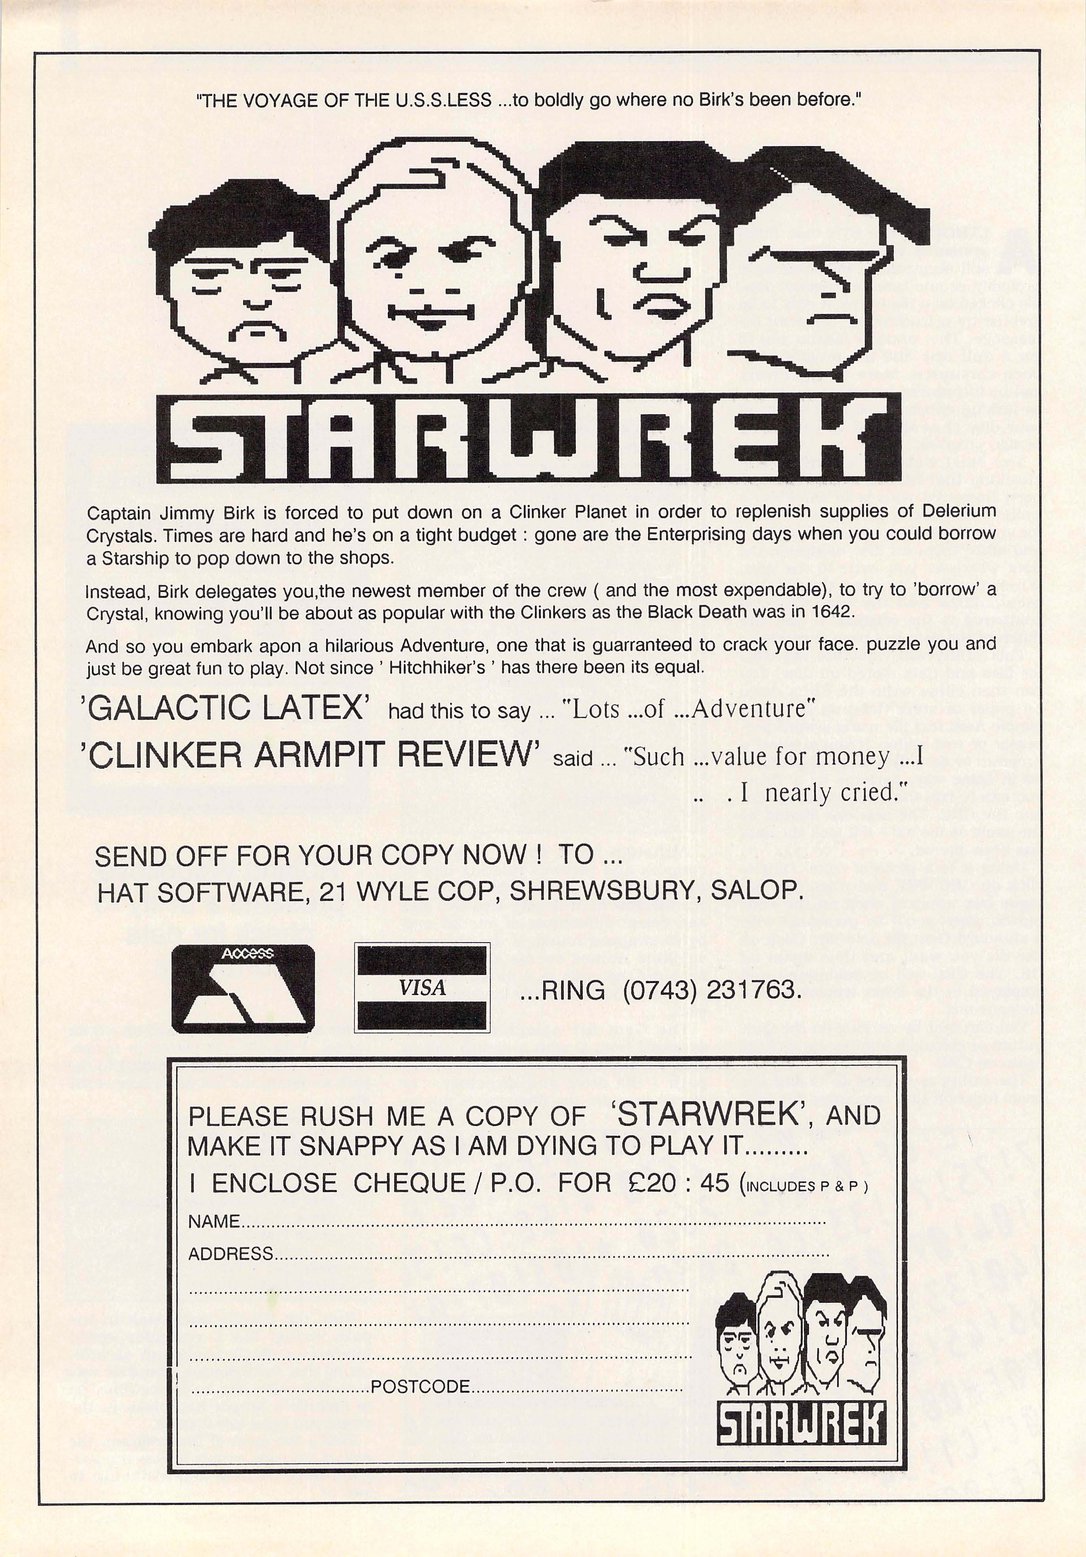 "THE VOYAGE OF THE U.S.S.LESS ...to boldly go where no Birk's been before."
STARWREK
Captain Jimmy Birk is forced to put down on a Clinker Planet in order to replenish supplies of Delerium
Crystals. Times are hard and he's on a tight budget : gone are the Enterprising days when you could borrow
a Starship to pop down to the shops.
Instead, Birk delegates you,the newest member of the crew ( and the most expendable), to try to 'borrow' a
Crystal, knowing you'll be about as popular with the Clinkers as the Black Death was in 1642.
And so you embark apon a hilarious Adventure, one that is guarranteed to crack your face. puzzle you and
just be great fun to play. Not since ' Hitchhiker's ' has there been its equal.
'GALACTIC LATEX' had this to say ... "Lots ...of ...Adventure"
'CLINKER ARMPIT REVIEW' said ... "Such ...value for money ...I
.. . I nearly cried."
SEND OFF FOR YOUR COPY NOW ! TO ...
HAT SOFTWARE, 21 WYLE COP, SHREWSBURY, SALOP.
Access
VISA
...RING (0743) 231763.
PLEASE RUSH ME A COPY OF 'STARWREK', AND
MAKE IT SNAPPY AS I AM DYING TO PLAY IT.........
I ENCLOSE CHEQUE / P.O. FOR £20 : 45 (INCLUDES P & P )
NAME..........................................................................................................................
ADDRESS....................................................................................................................
........................................................................................................
........................................................................................................
........................................................................................................
.....................................POSTCODE............................................
STARWREK